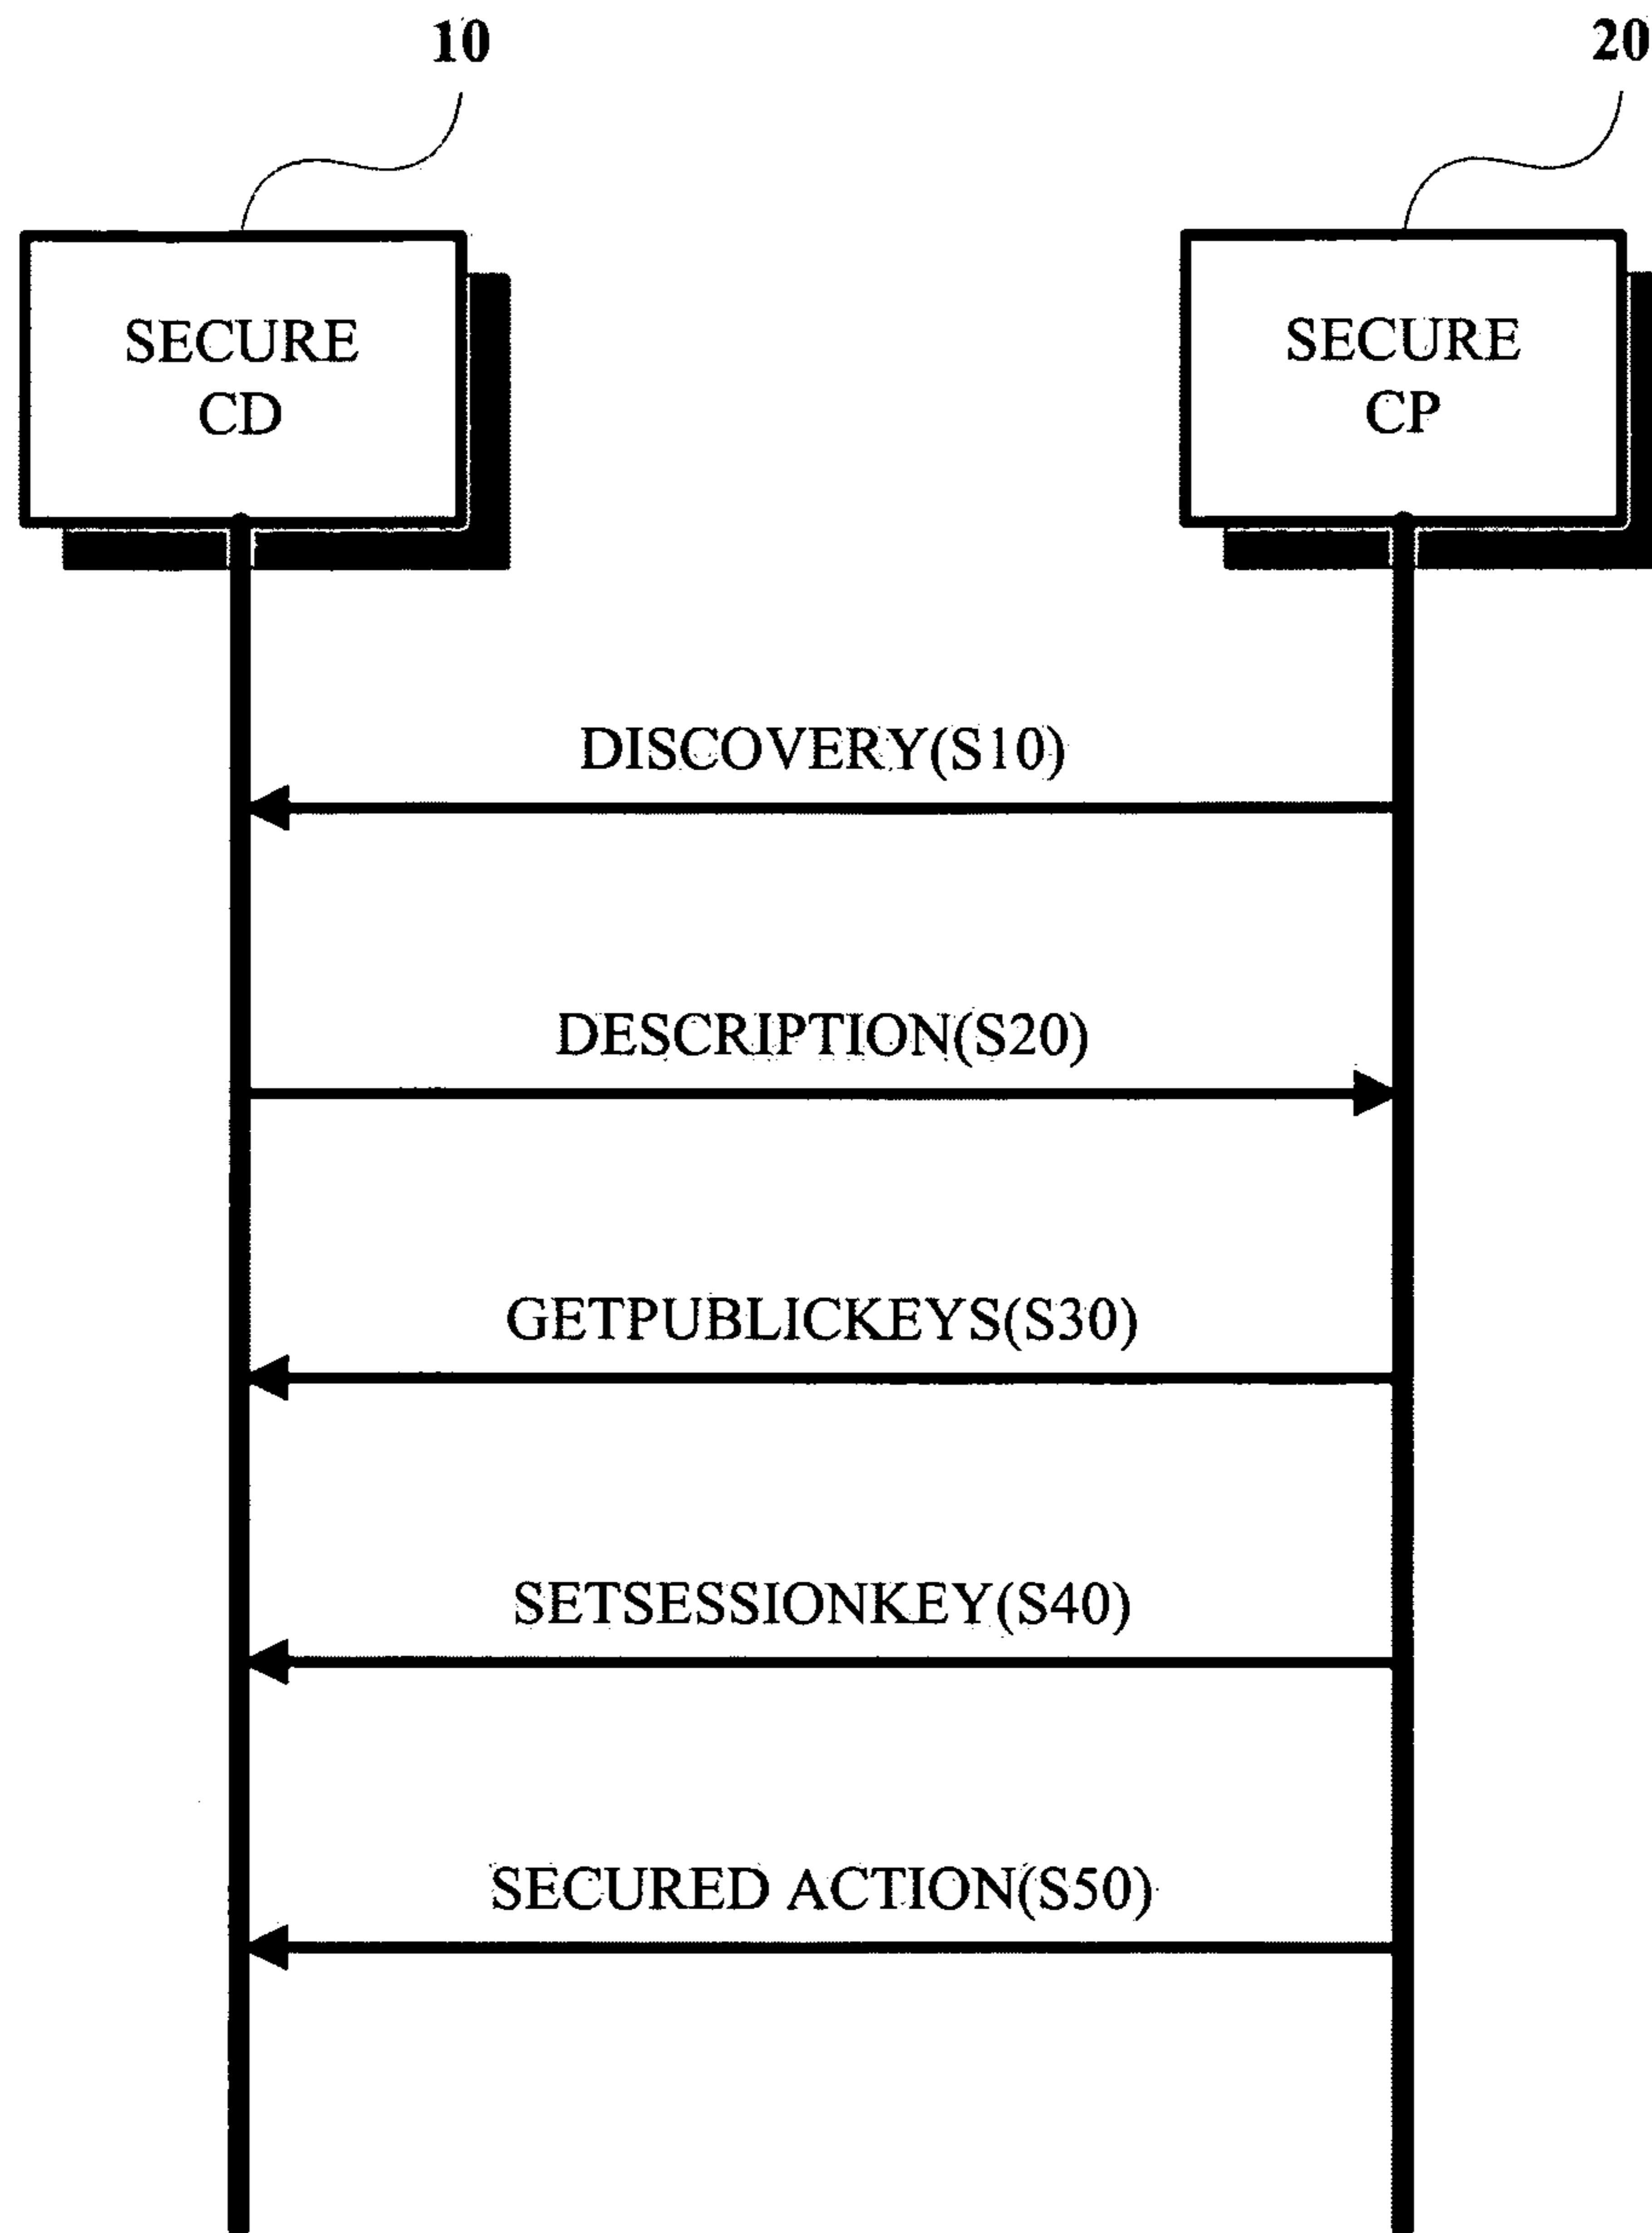 10
20
SECURE
CD
SECURE
CP
DISCOVERY(S10)
DESCRIPTION(S20)
GETPUBLICKEYS(S30)
SETSESSIONKEY(S40)
SECURED ACTION(S50)